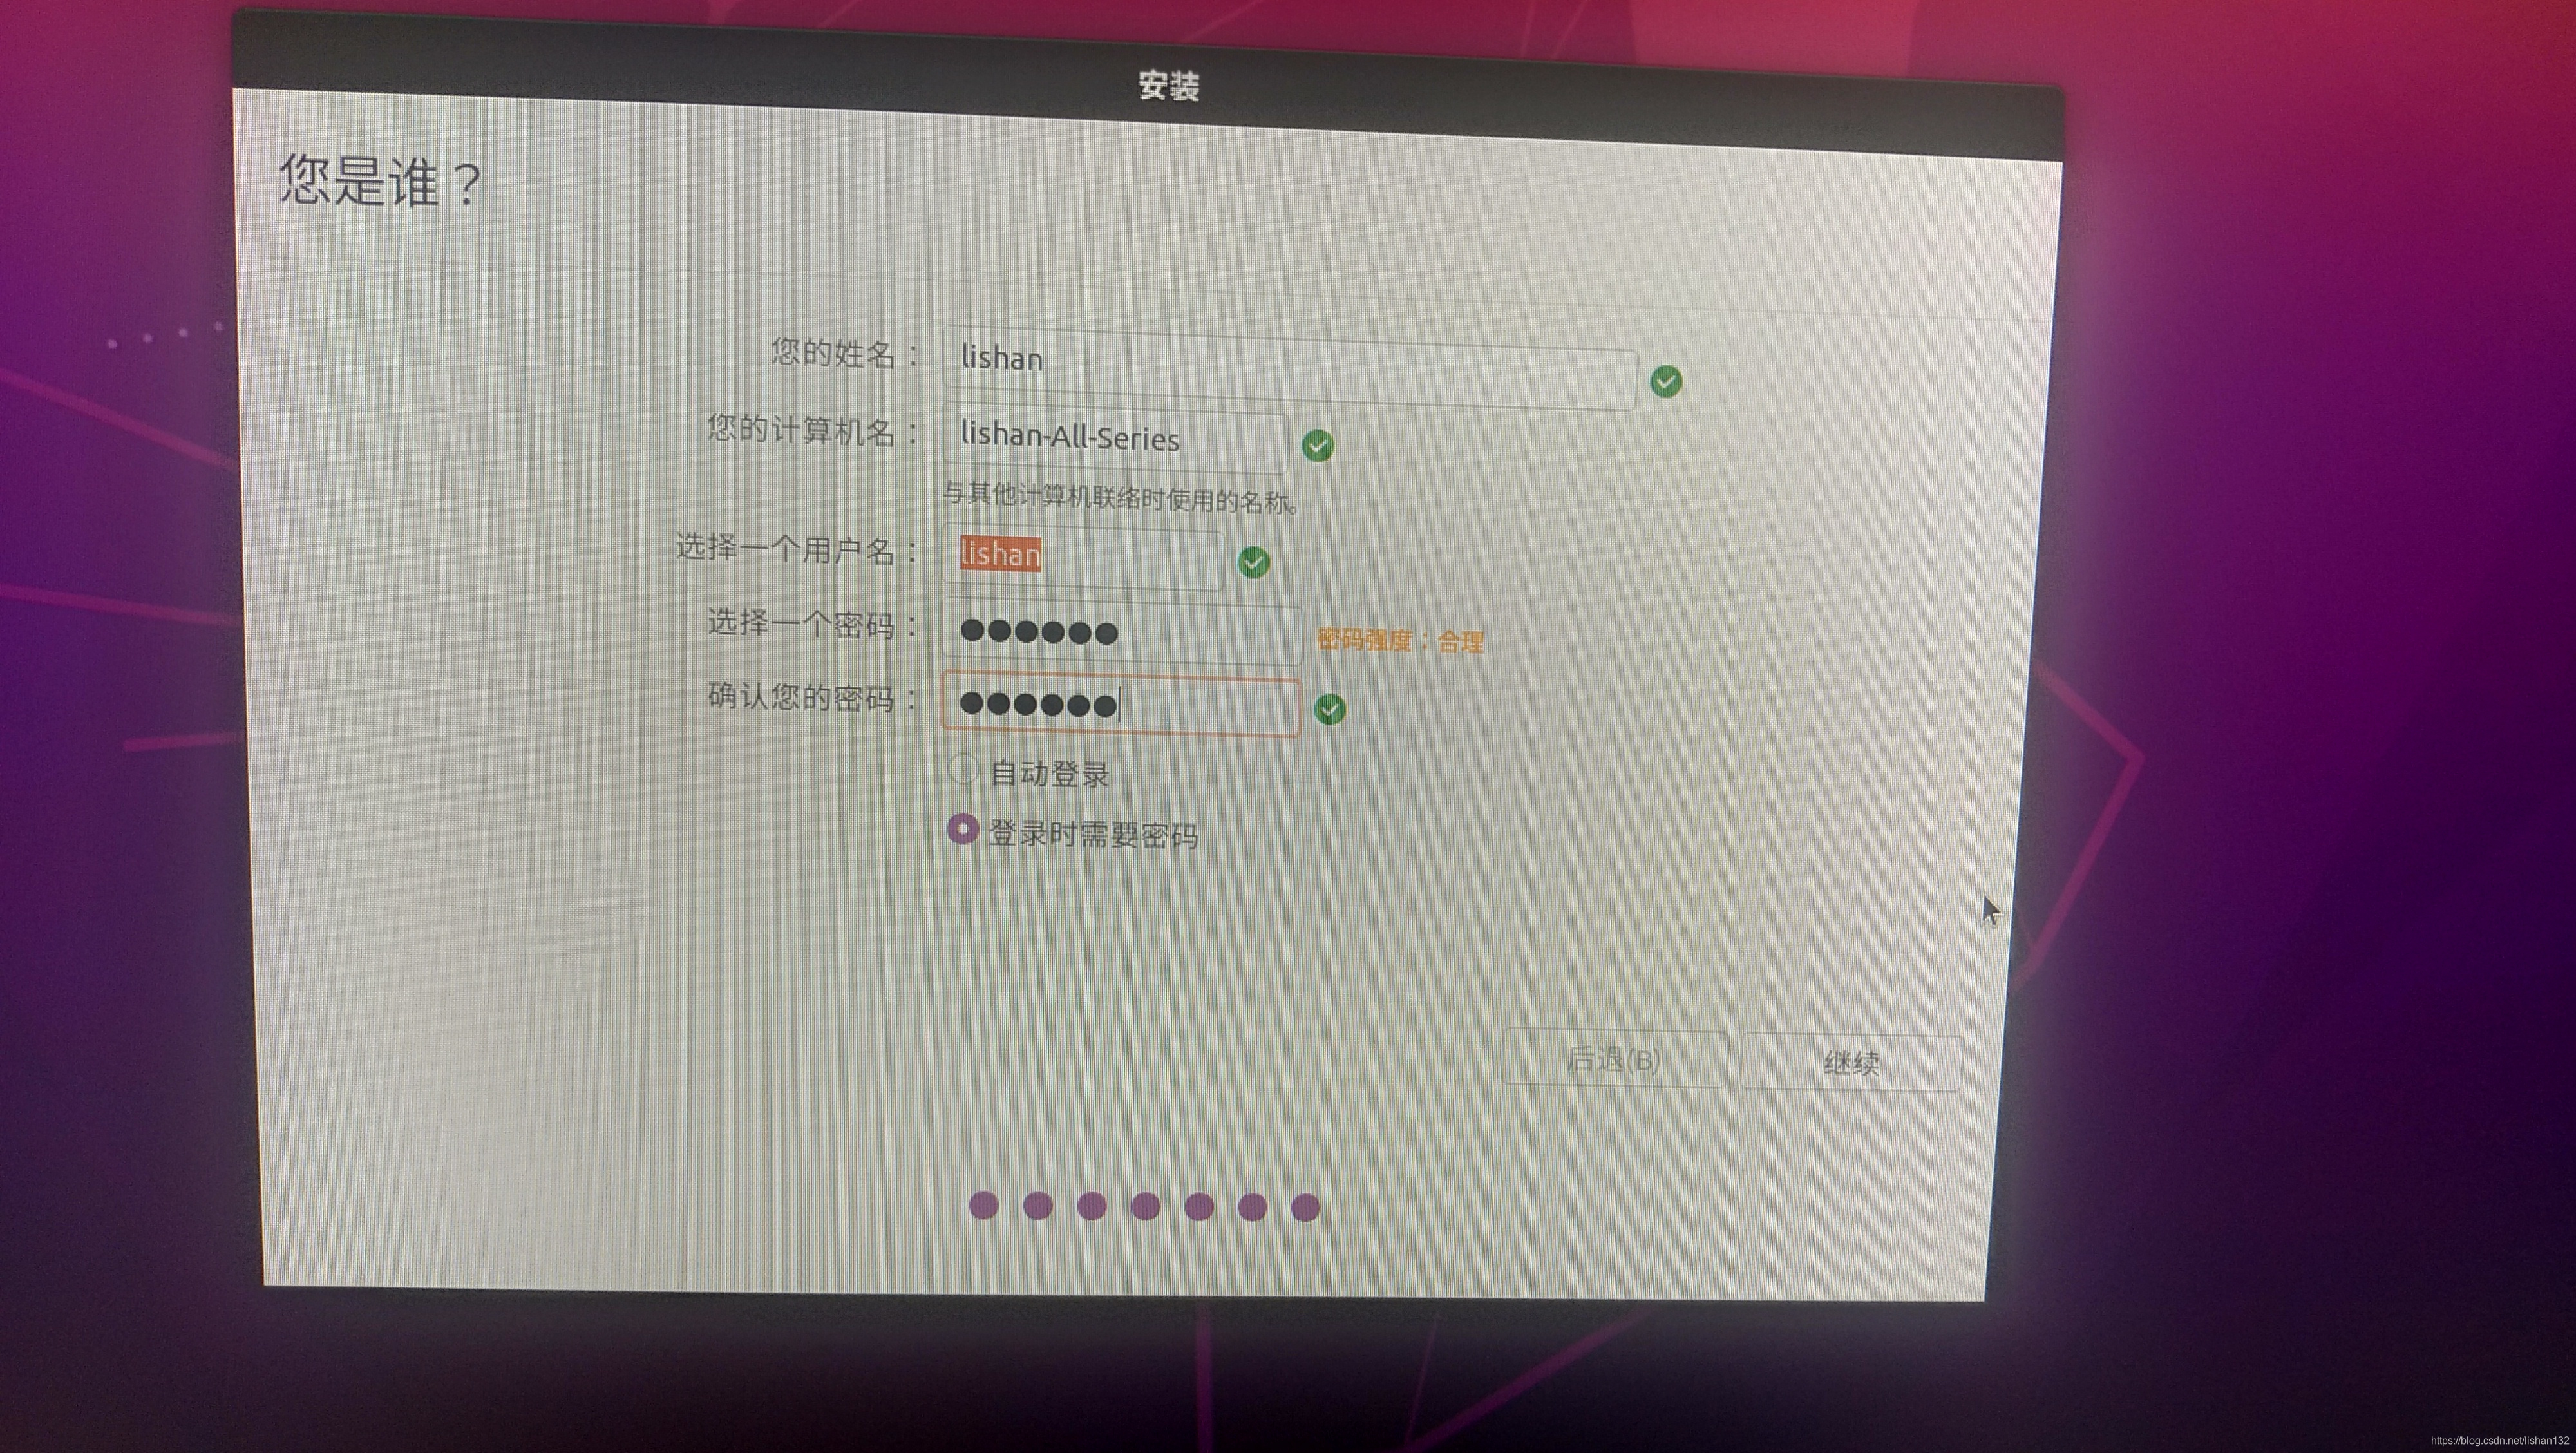 安装
您是谁？
您的姓名： lishan
您的计算机名： lishan-All-Series
与其他计算机联络时使用的名称。
选择一个用户名： lishan
选择一个密码： ●●●●●● 密码强度：合理
确认您的密码： ●●●●●●
自动登录
登录时需要密码
后退(B) 继续
https://blog.csdn.net/lishan132